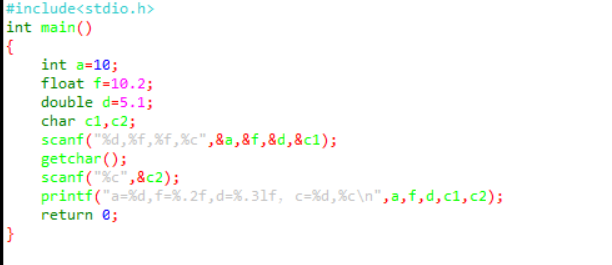 #include<stdio.h>
int main()
{
int a=10;
float f=10.2;
double d=5.1;
char c1,c2;
scanf("%d,%f,%f,%c",&a,&f,&d,&c1);
getchar();
scanf("%c",&c2);
printf("a=%d,f=%.2f,d=%.3lf, c=%d,%c\n",a,f,d,c1,c2);
return 0;
}